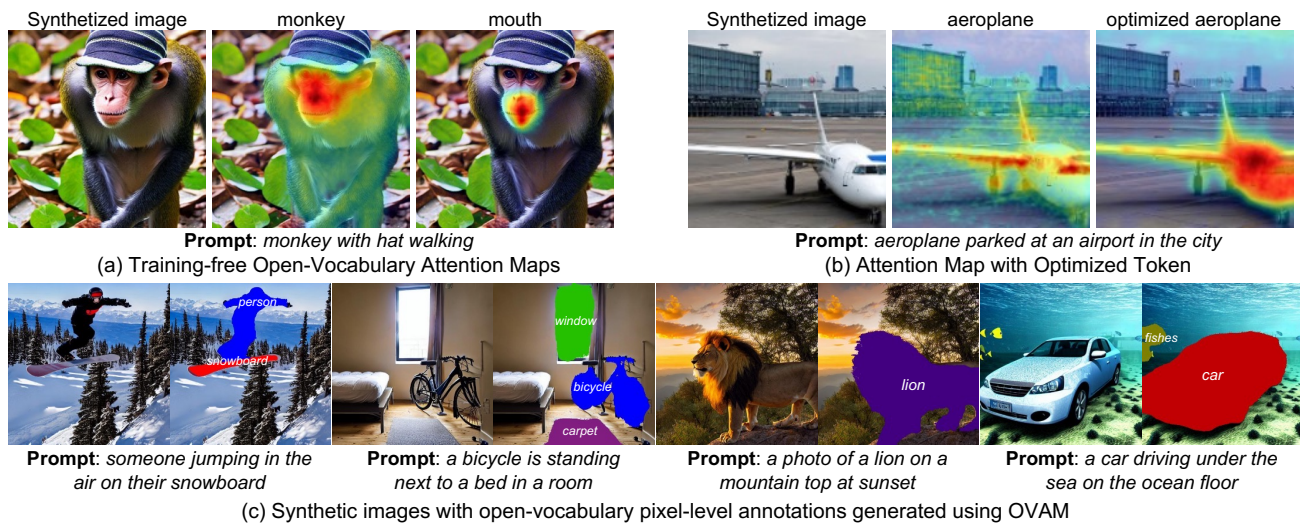 Synthetized image
monkey
mouth
Prompt: monkey with hat walking
(a) Training-free Open-Vocabulary Attention Maps
Synthetized image
aeroplane
optimized aeroplane
Prompt: aeroplane parked at an airport in the city
(b) Attention Map with Optimized Token
person
snowboard
Prompt: someone jumping in the
air on their snowboard
window
bicycle
carpet
Prompt: a bicycle is standing
next to a bed in a room
lion
Prompt: a photo of a lion on a
mountain top at sunset
fishes
car
Prompt: a car driving under the
sea on the ocean floor
(c) Synthetic images with open-vocabulary pixel-level annotations generated using OVAM